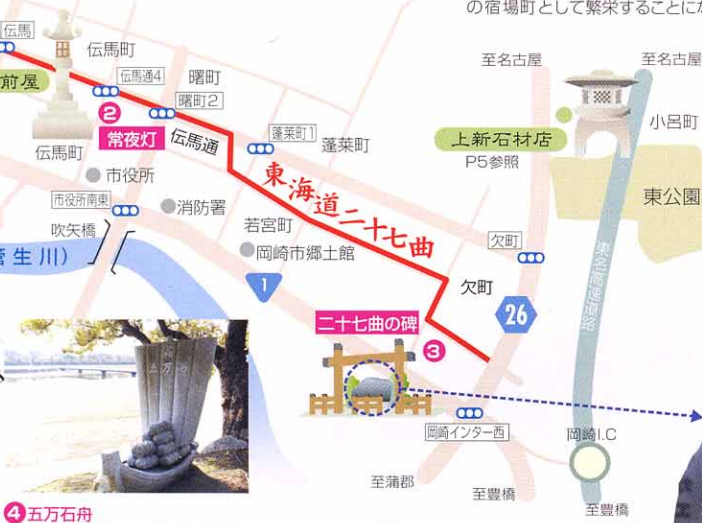 の宿場町として繁栄することにな
伝馬
伝馬町
前屋
伝馬通4
曙町
曙町2
②
常夜灯
伝馬通
蓬莱町1
蓬莱町
伝馬町
市役所
市役所南東
消防署
吹矢橋
菅生川)
若宮町
岡崎市郷土館
1
東海道二十七曲
至名古屋
至名古屋
小呂町
上新石材店
P5参照
東公園
欠町
欠町
26
東名高速道路
二十七曲の碑
③
岡崎インター西
岡崎I.C
至蒲郡
至豊橋
至豊橋
五万石
④五万石舟